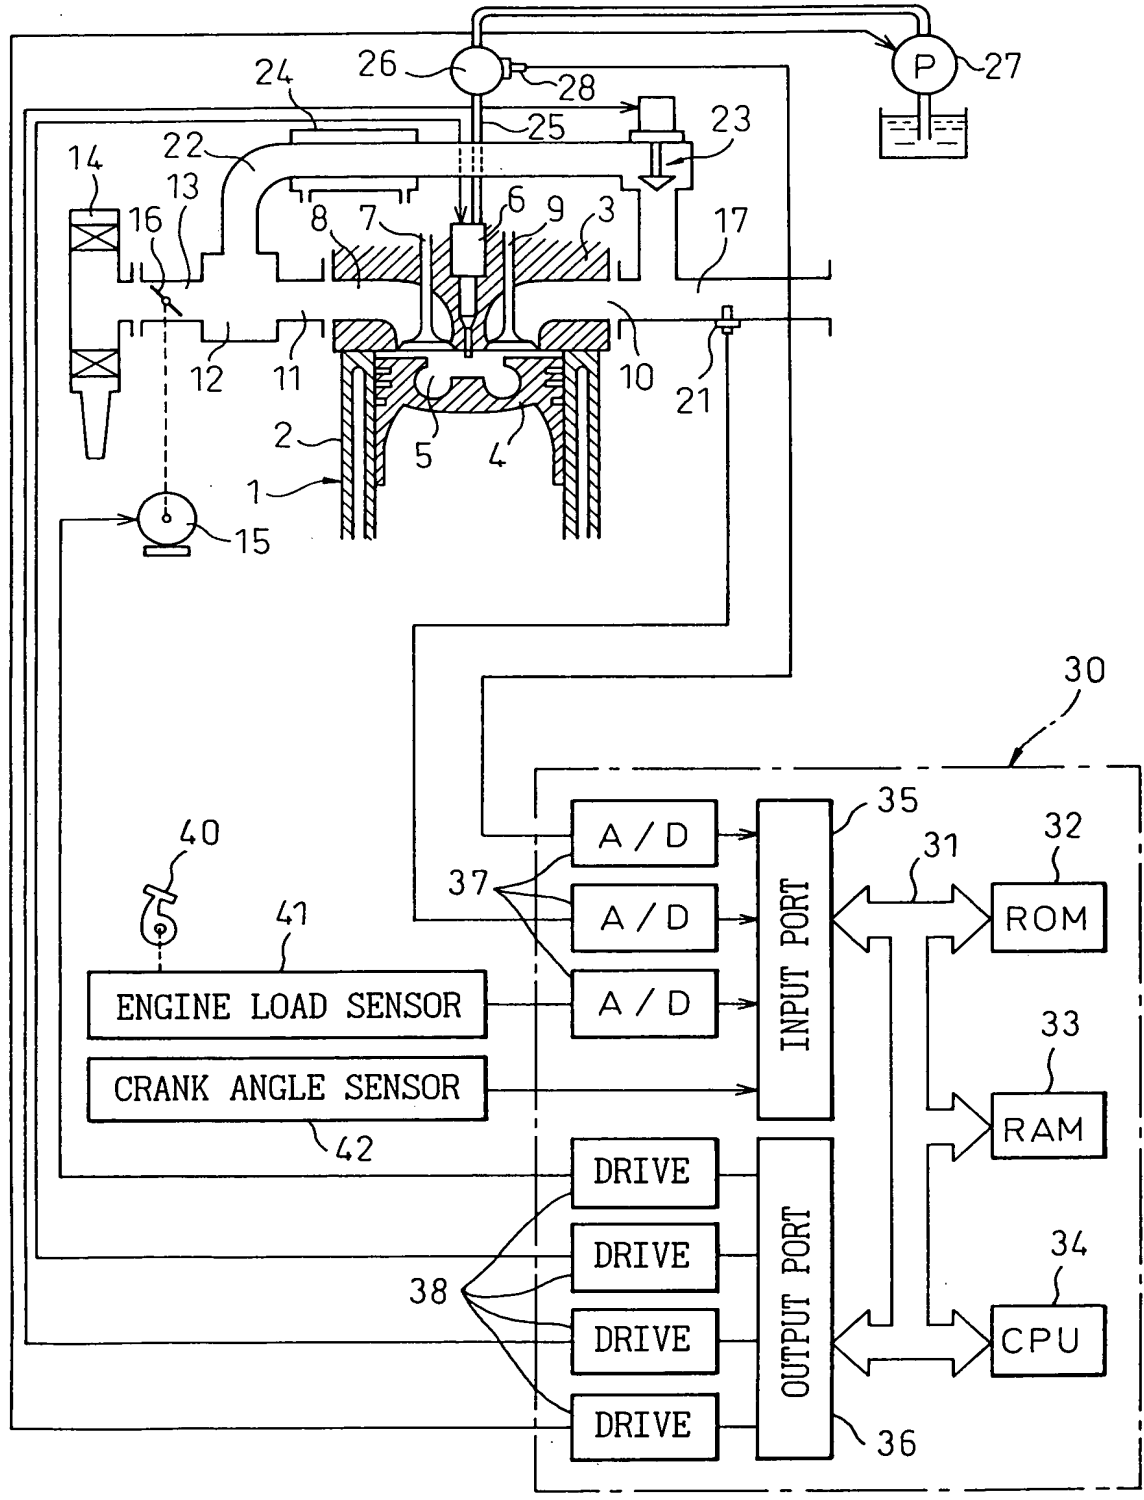 26
P
27
24
28
25
23
22
14
13
16
7
6
9
3
8
17
12
11
10
21
2
5
4
1
15
30
35
40
A/D
31
32
37
41
A/D
ROM
ENGINE LOAD SENSOR
A/D
INPUT PORT
33
CRANK ANGLE SENSOR
RAM
42
DRIVE
34
DRIVE
38
OUTPUT PORT
DRIVE
CPU
DRIVE
36